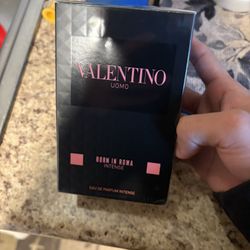 VALENTINO
UOMO
BORN IN ROMA
INTENSE
EAU DE PARFUM INTENSE